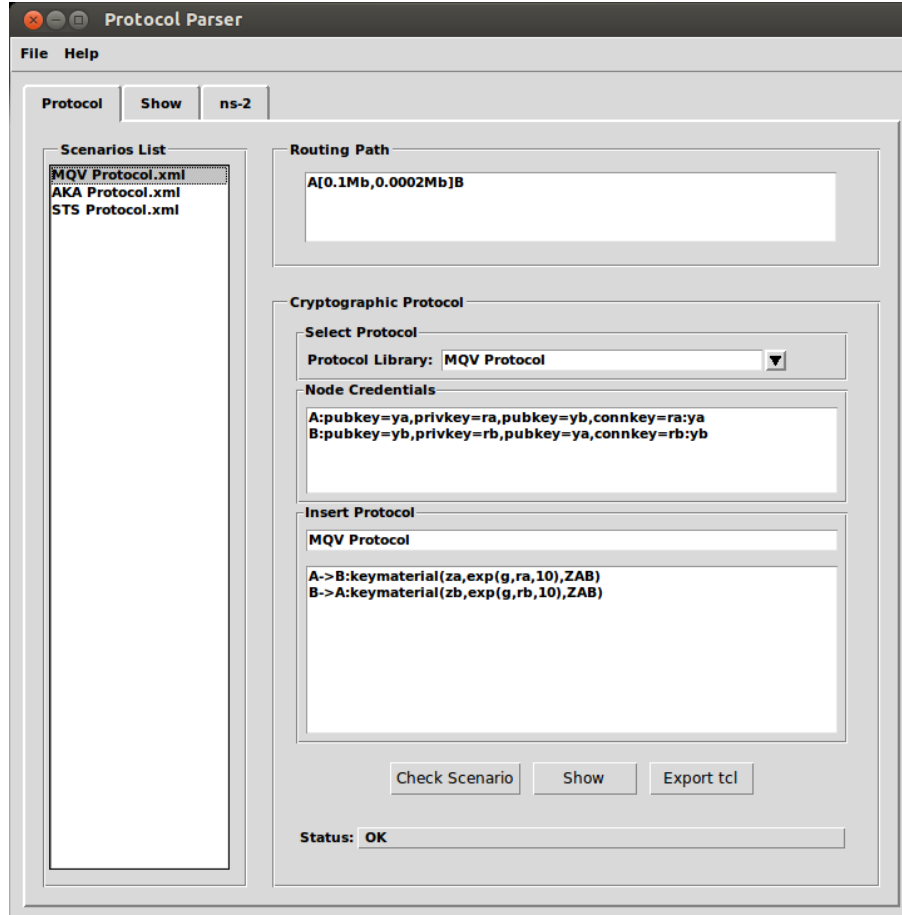 Protocol Parser
File Help
Protocol Show ns-2
Scenarios List
MQV Protocol.xml
AKA Protocol.xml
STS Protocol.xml
Routing Path
A[0.1Mb,0.0002Mb]B
Cryptographic Protocol
Select Protocol
Protocol Library: MQV Protocol
Node Credentials
A:pubkey=ya,privkey=ra,pubkey=yb,connkey=ra:ya
B:pubkey=yb,privkey=rb,pubkey=ya,connkey=rb:yb
Insert Protocol
MQV Protocol
A->B:keymaterial(za,exp(g,ra,10),ZAB)
B->A:keymaterial(zb,exp(g,rb,10),ZAB)
Check Scenario Show Export tcl
Status: OK